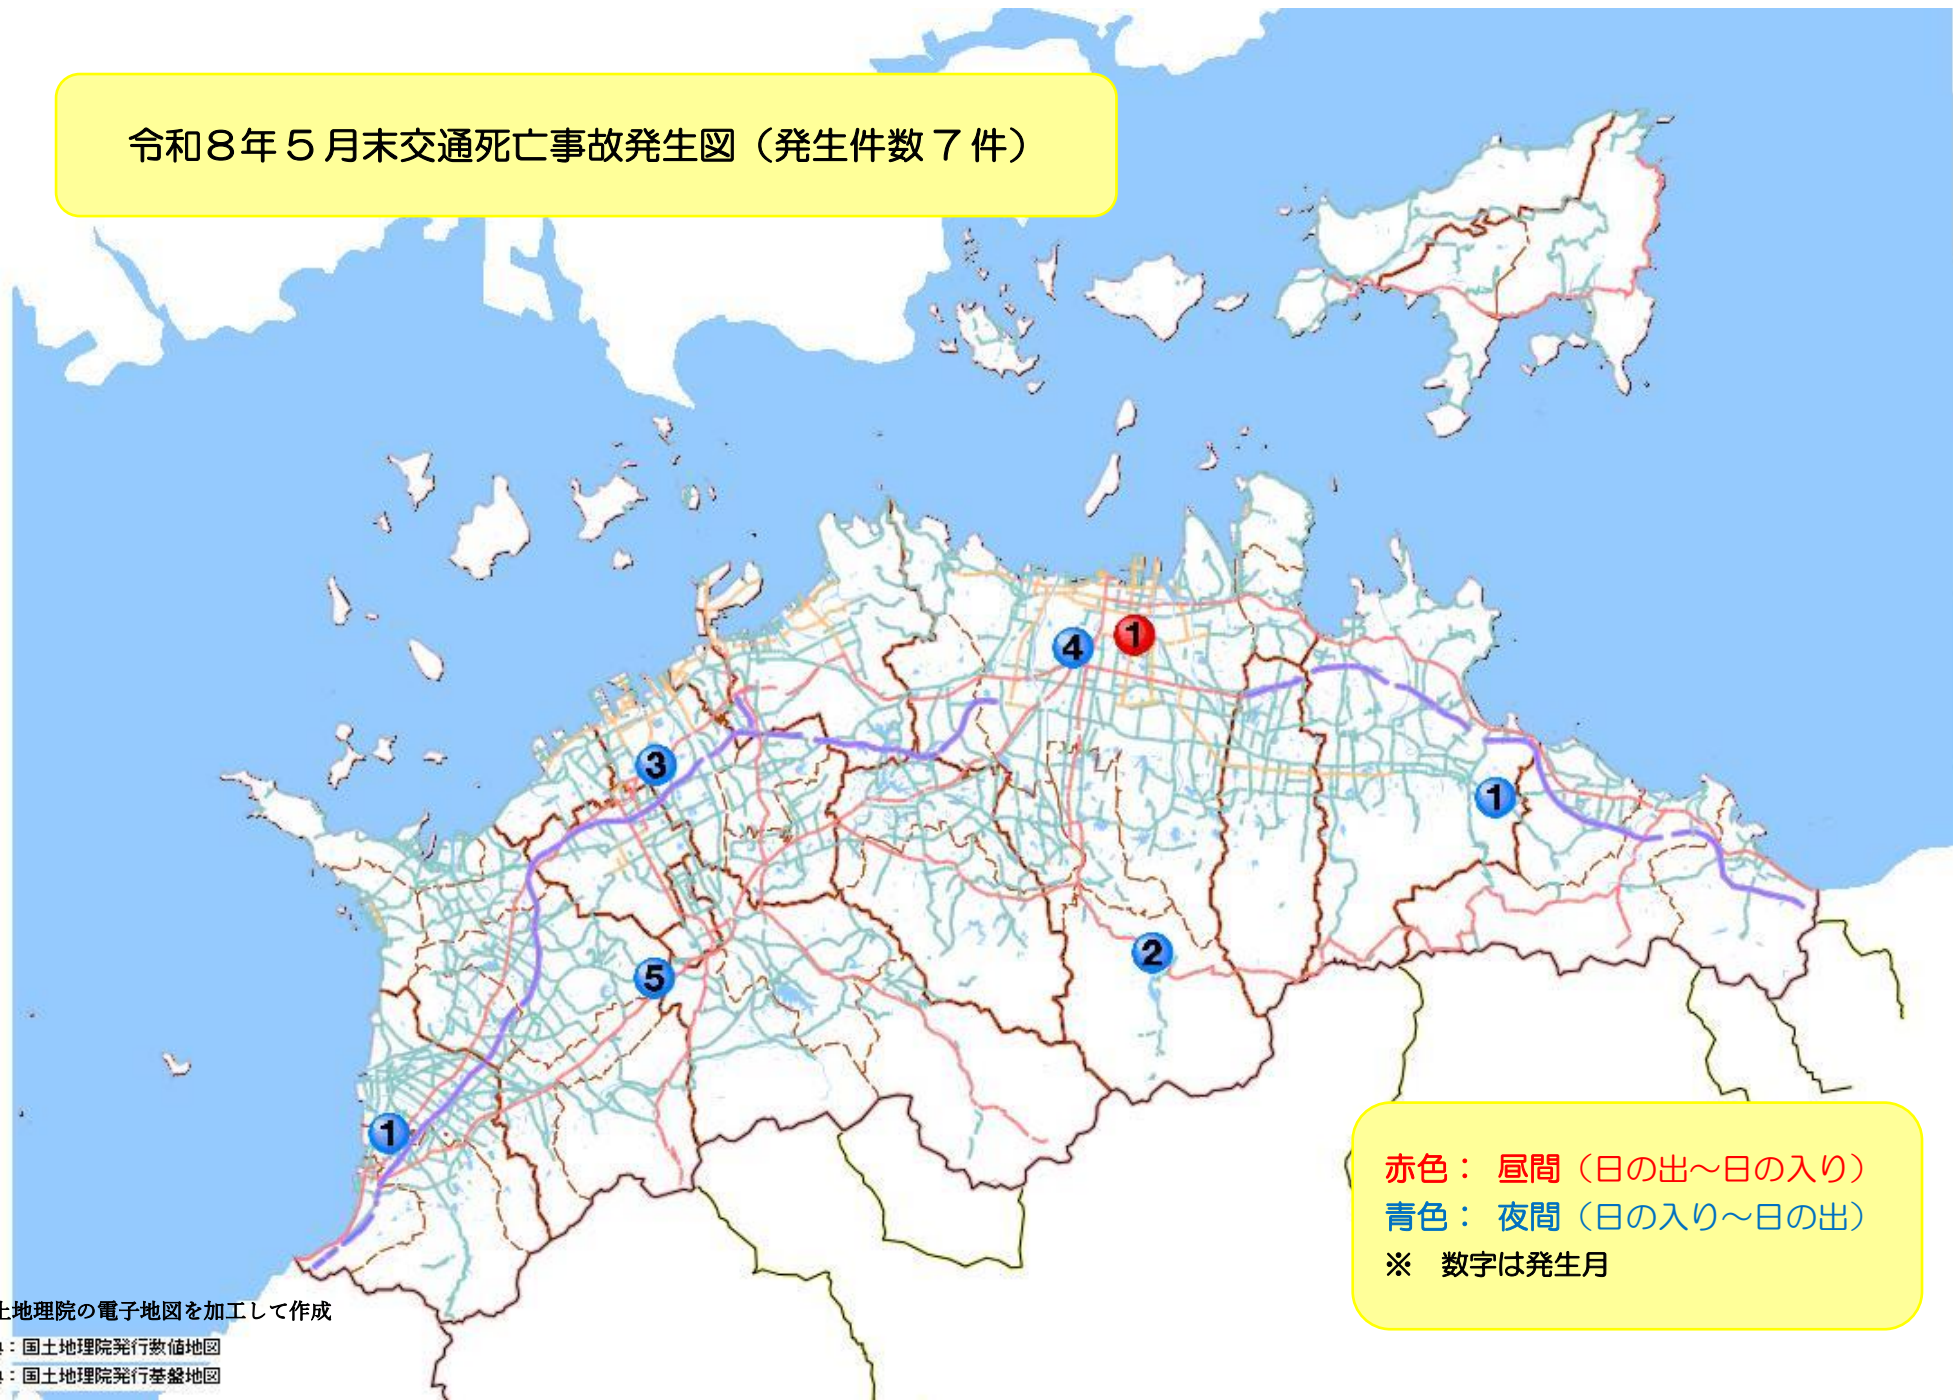 令和８年５月末交通死亡事故発生図（発生件数７件）
4
1
3
1
2
5
1
赤色： 昼間（日の出～日の入り）
青色： 夜間（日の入り～日の出）
※　数字は発生月
土地理院の電子地図を加工して作成
：国土地理院発行数値地図
：国土地理院発行基盤地図